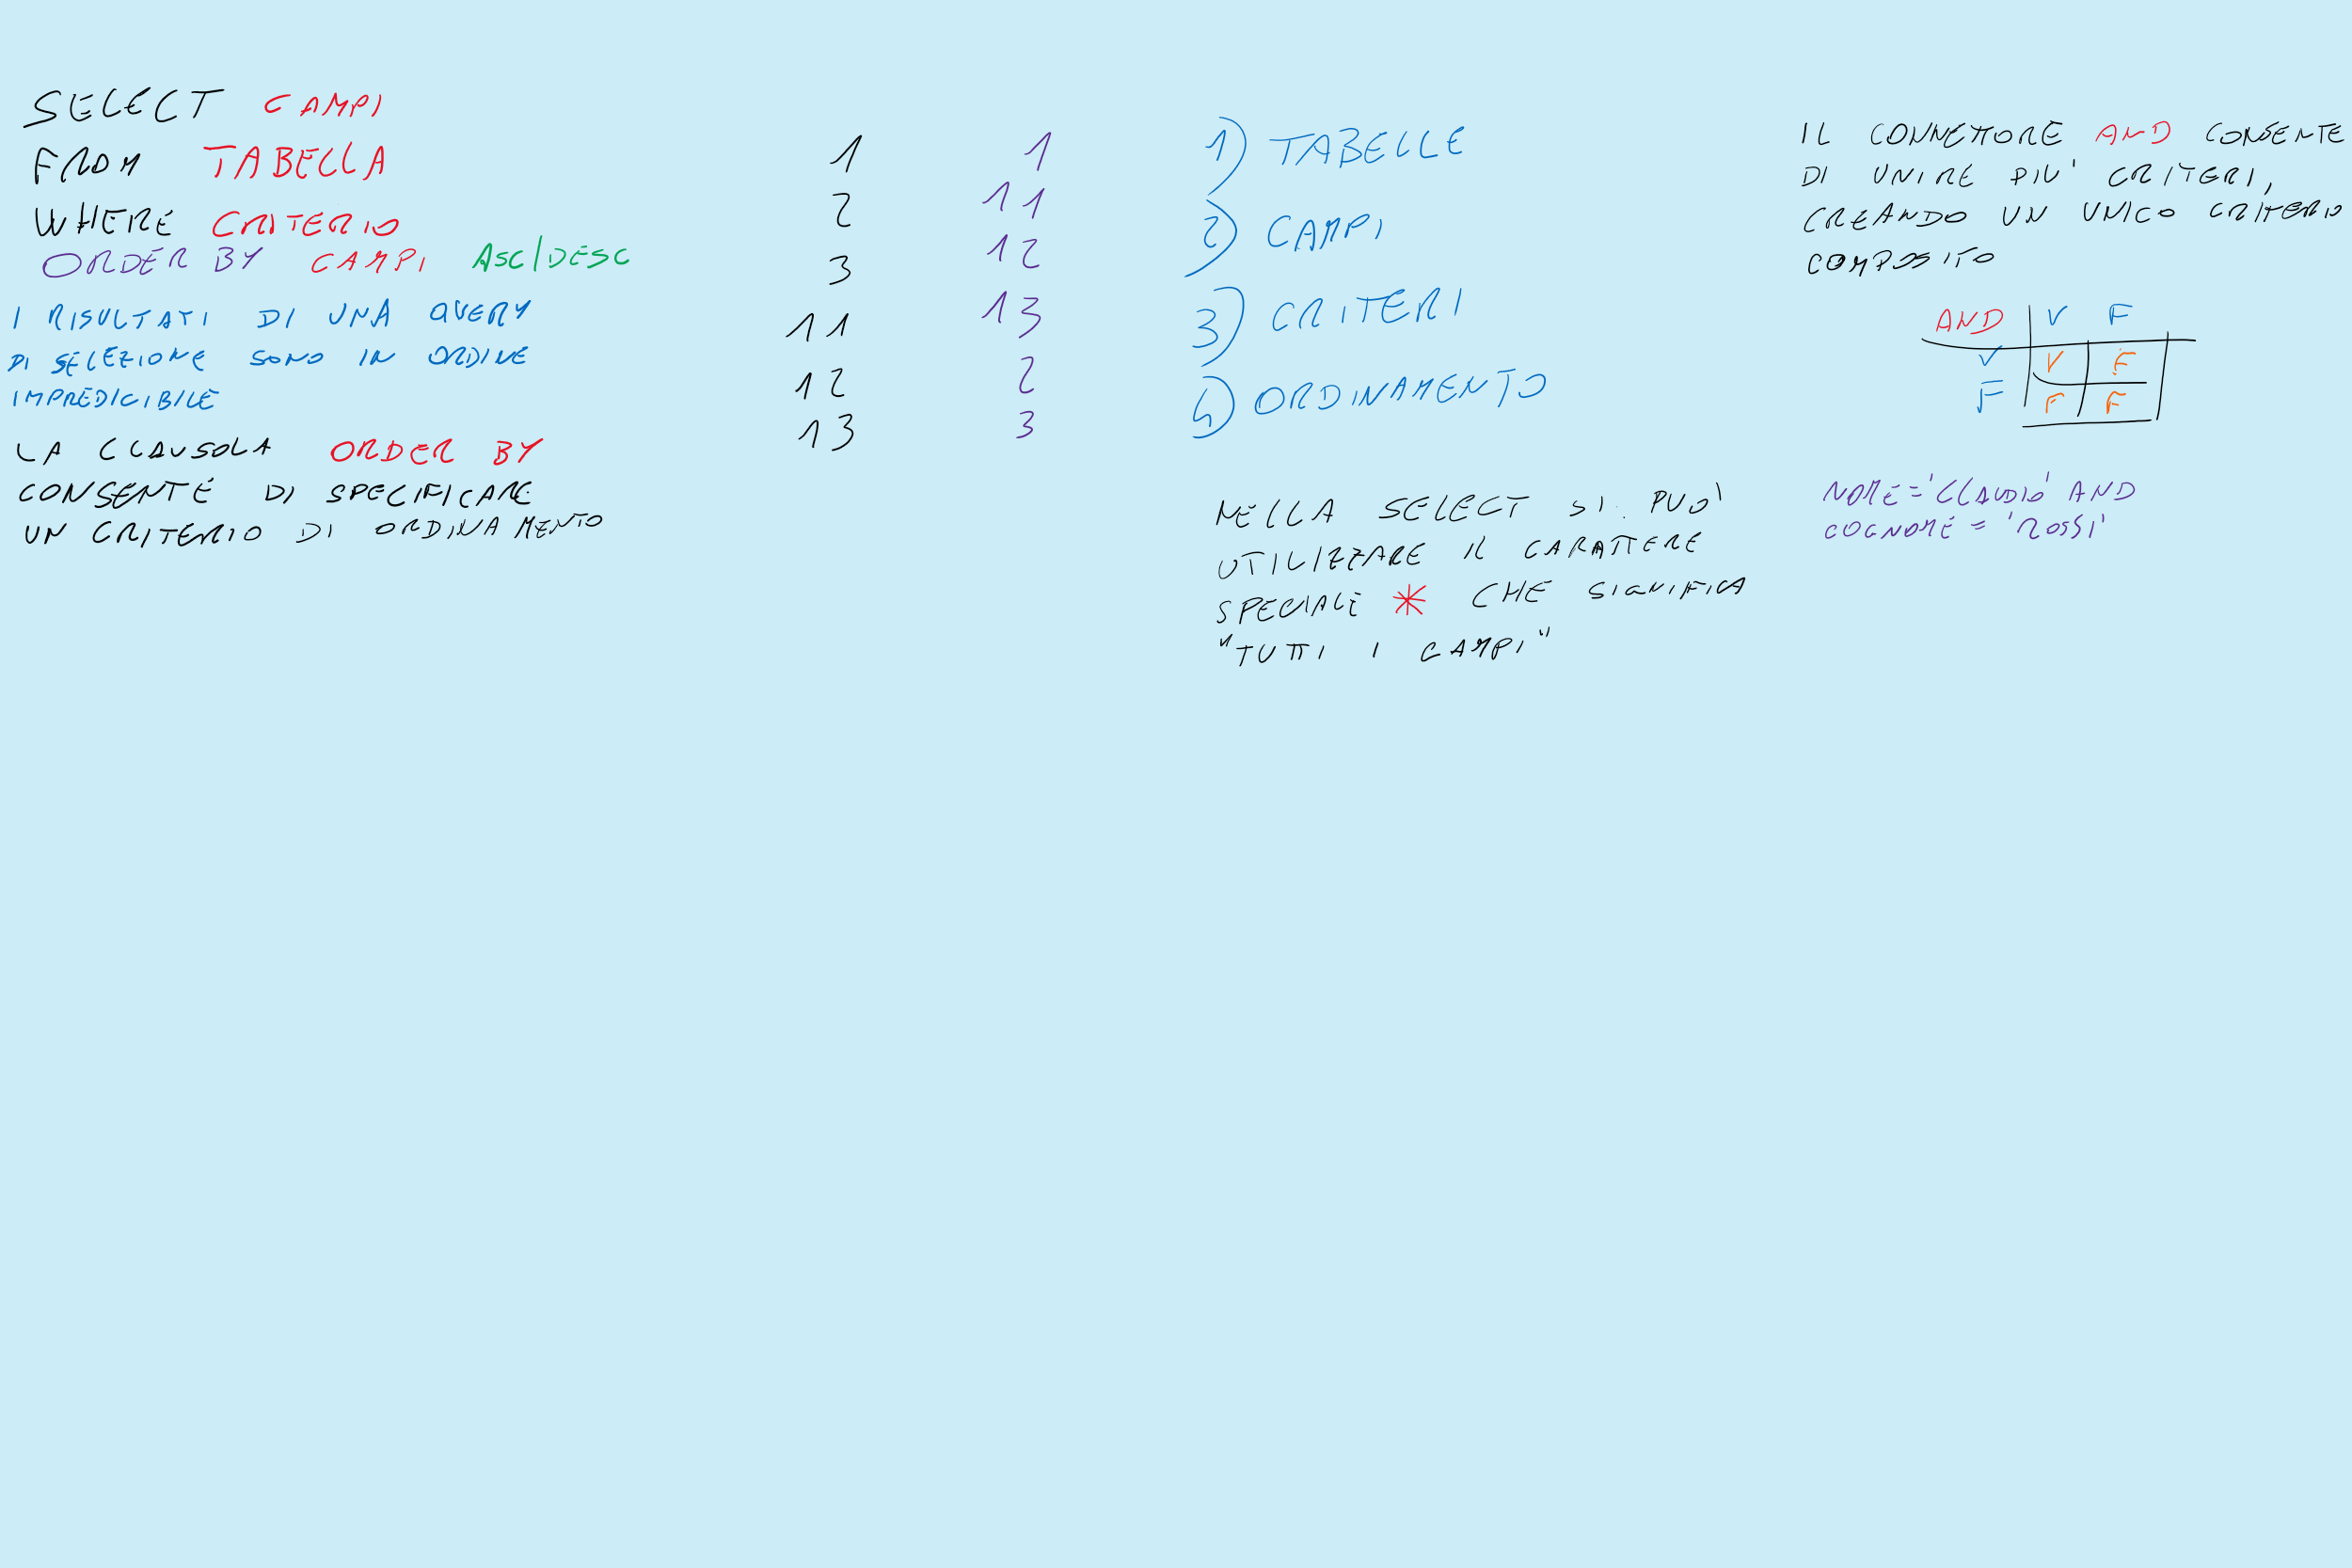 SELECT CAMPI
FROM TABELLA
WHERE CRITERIO
ORDER BY CAMPI ASC/DESC
I RISULTATI DI UNA QUERY
DI SELEZIONE SONO IN ORDINE
IMPREDICIBILE
LA CLAUSOLA ORDER BY
CONSENTE DI SPECIFICARE
UN CRITERIO DI ORDINAMENTO
1
2
3
11
12
13
1
11
12
13
2
3
1) TABELLE
2) CAMPI
3) CRITERI
4) ORDINAMENTO
NELLA SELECT SI PUO'
UTILIZZARE IL CARATTERE
SPECIALE * CHE SIGNIFICA
"TUTTI I CAMPI"
IL CONNETTORE AND CONSENTE
DI UNIRE PIU' CRITERI,
CREANDO UN UNICO CRITERIO
COMPOSITO
AND V F
V V F
F F F
NOME='CLAUDIO' AND
COGNOME = 'ROSSI'